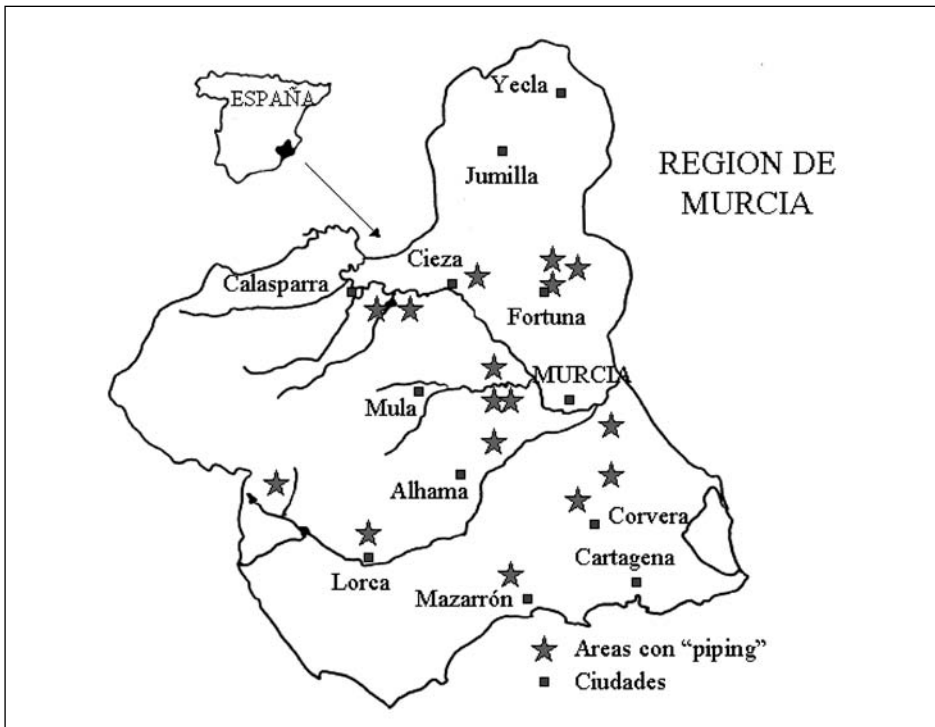 ESPAÑA
Yecla
Jumilla
REGION DE
MURCIA
Cieza
Calasparra
Fortuna
MURCIA
Mula
Alhama
Corvera
Cartagena
Lorca
Mazarrón
Areas con “piping”
Ciudades